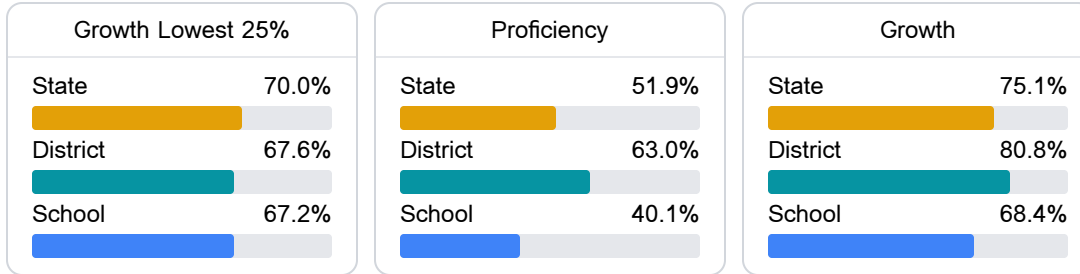 Growth Lowest 25%
State 70.0%
District 67.6%
School 67.2%
Proficiency
State 51.9%
District 63.0%
School 40.1%
Growth
State 75.1%
District 80.8%
School 68.4%